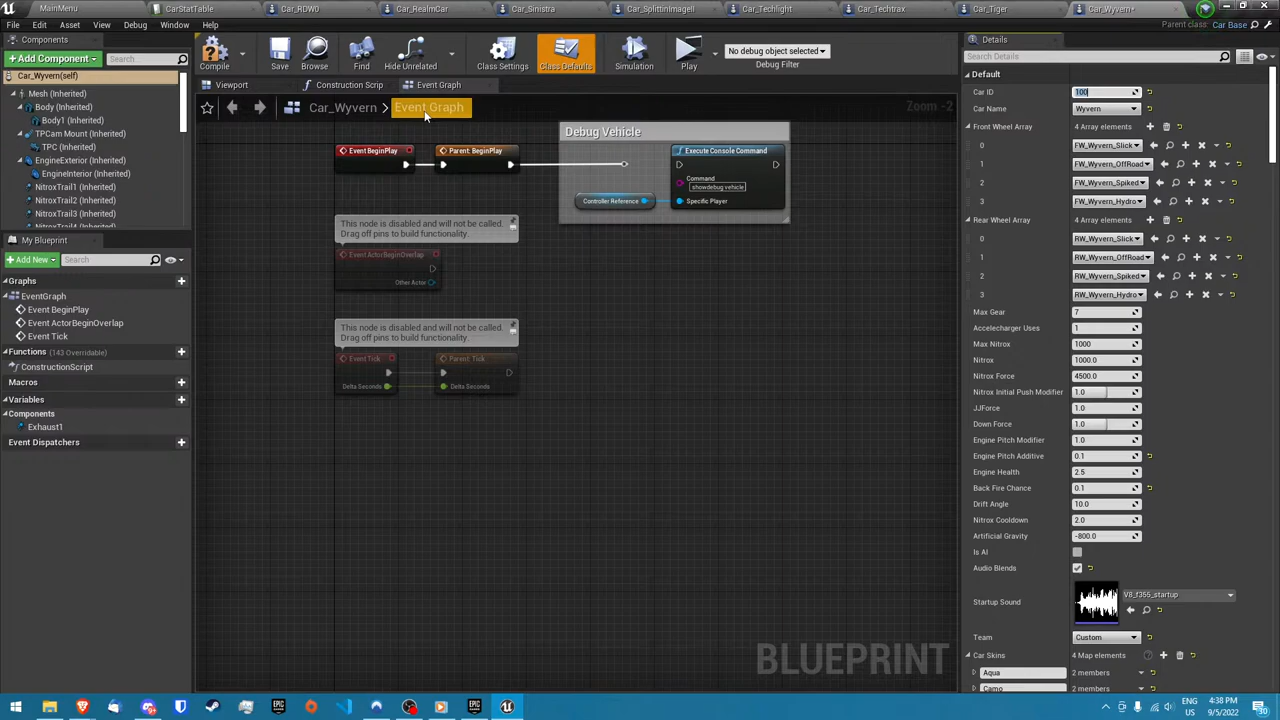 MainMenu
CarStatTable
Car_RDW0
Car_RealmCar
Car_Sinistra
Car_SplittinImageII
Car_Techlight
Car_Techtrax
Car_Tiger
Car_Wyvern*
File
Edit
Asset
View
Debug
Window
Help
Parent class: Car Base
Components
+Add Component
Search
Car_Wyvern(self)
Mesh (Inherited)
Body (Inherited)
Body1 (Inherited)
TPCam Mount (Inherited)
TPC (Inherited)
EngineInterior (Inherited)
EngineInterior (Inherited)
NitroxTrail1 (Inherited)
NitroxTrail2 (Inherited)
NitroxTrail3 (Inherited)
NitroxTrail4 (Inherited)
My Blueprint
+Add New
Search
Graphs
EventGraph
Event BeginPlay
Event ActorBeginOverlap
Event Tick
Functions (143 Overridable)
ConstructionScript
Macros
Variables
Components
Exhaust1
Event Dispatchers
Compile
Save
Browse
Find
Hide Unrelated
Class Settings
Class Defaults
Simulation
Play
No debug object selected
Debug Filter
Viewport
Construction Scrip
Event Graph
Car_Wyvern > Event Graph
Zoom -2
Event BeginPlay
Parent: BeginPlay
Debug Vehicle
Execute Console Command
Command
showdebug vehicle
Controller Reference
Specific Player
This node is disabled and will not be called.
Drag off pins to build functionality.
Event ActorBeginOverlap
Other Actor
This node is disabled and will not be called.
Drag off pins to build functionality.
Event Tick
Parent: Tick
Delta Seconds
Delta Seconds
BLUEPRINT
Details
Search Details
Default
Car ID 100
Car Name Wyvern
Front Wheel Array 4 Array elements
0 FW_Wyvern_Slick
1 FW_Wyvern_OffRoad
2 FW_Wyvern_Spiked
3 FW_Wyvern_Hydro
Rear Wheel Array 4 Array elements
0 RW_Wyvern_Slick
1 RW_Wyvern_OffRoad
2 RW_Wyvern_Spiked
3 RW_Wyvern_Hydro
Max Gear 7
Accelecharger Uses 1
Max Nitrox 1000
Nitrox 1000.0
Nitrox Force 4500.0
Nitrox Initial Push Modifier 1.0
JJForce 1.0
Down Force 1.0
Engine Pitch Modifier 1.0
Engine Pitch Additive 0.1
Engine Health 2.5
Back Fire Chance 0.1
Drift Angle 10.0
Nitrox Cooldown 2.0
Artificial Gravity -800.0
Is AI
Audio Blends
Startup Sound V8_f355_startup
Team Custom
Car Skins 4 Map elements
Aqua 2 members
Camo 2 members
ENG
US
4:38 PM
9/5/2022
30